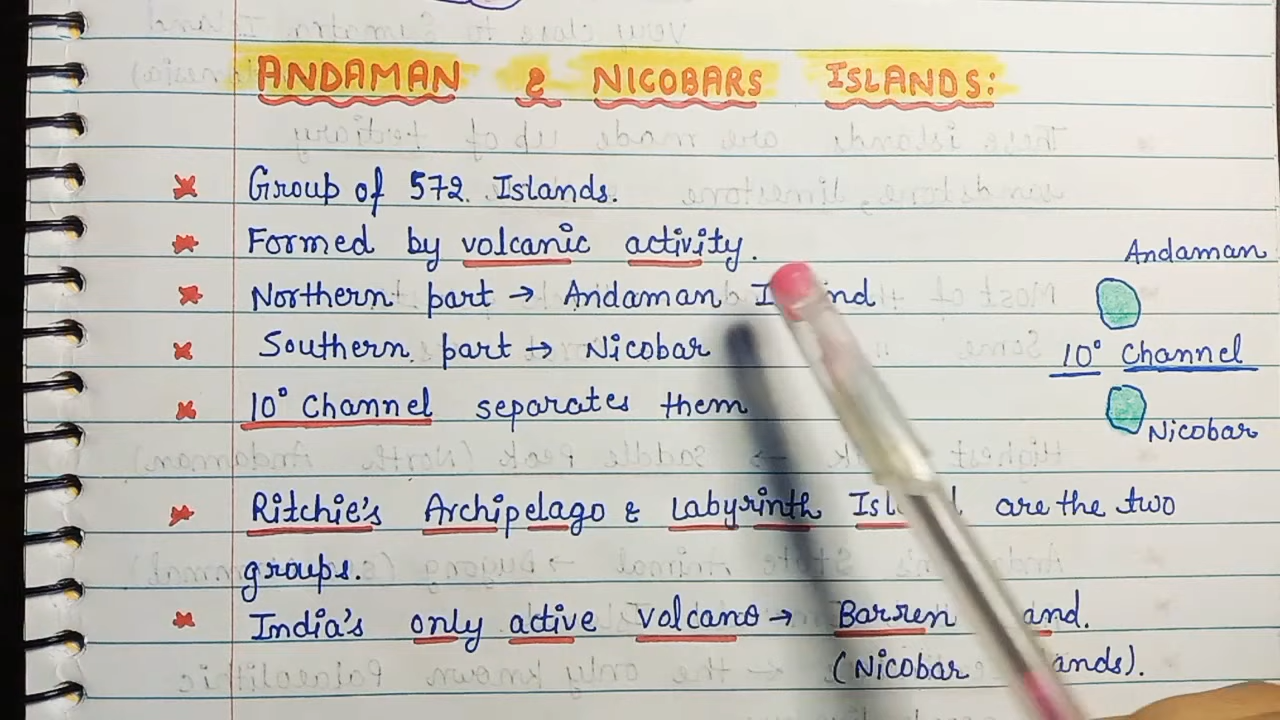 ANDAMAN & NICOBARS ISLANDS:
Group of 572 Islands.
Formed by volcanic activity.
Andaman
Northern part → Andaman
Southern part → Nicobar
10° Channel
10° Channel separates them
Nicobar
Ritchie's Archipelago & Labyrinth are the two
groups.
India's only active volcano → Barren
(Nicobar